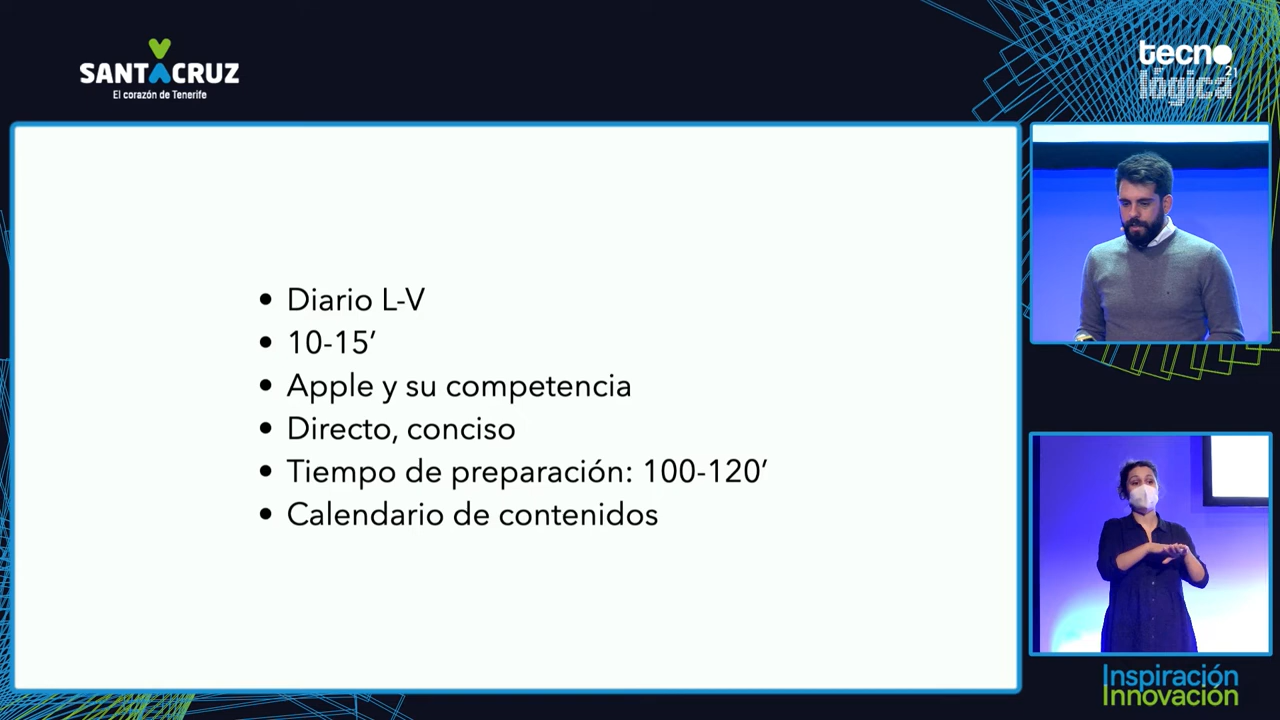 SANTACRUZ
El corazón de Tenerife
tecno
lógica
21
• Diario L-V
• 10-15’
• Apple y su competencia
• Directo, conciso
• Tiempo de preparación: 100-120’
• Calendario de contenidos
Inspiración
Innovación